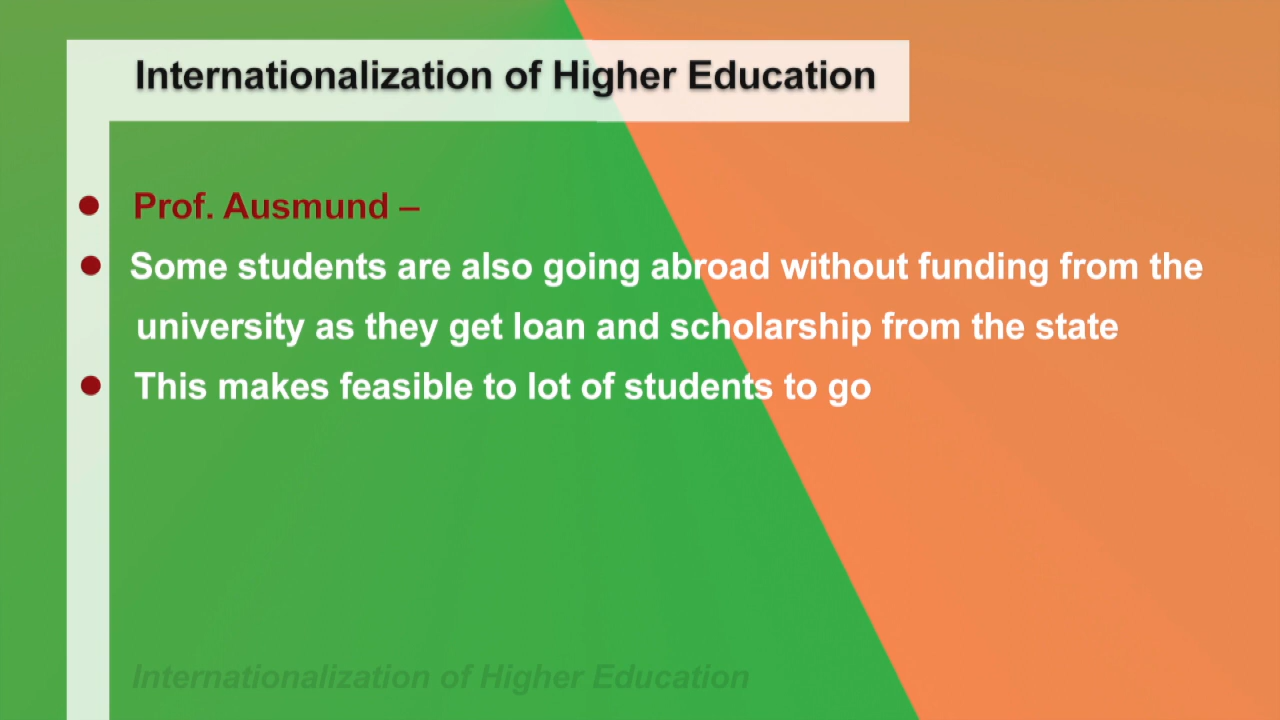 Internationalization of Higher Education
Prof. Ausmund –
Some students are also going abroad without funding from the
university as they get loan and scholarship from the state
This makes feasible to lot of students to go
Internationalization of Higher Education